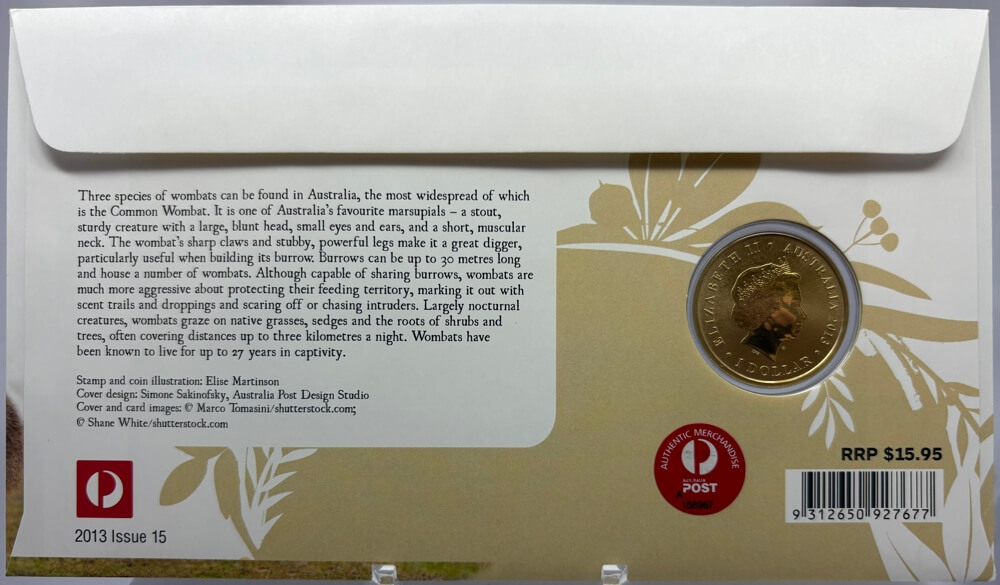 Three species of wombats can be found in Australia, the most widespread of which
is the Common Wombat. It is one of Australia's favourite marsupials – a stout,
sturdy creature with a large, blunt head, small eyes and ears, and a short, muscular
neck. The wombat's sharp claws and stubby, powerful legs make it a great digger,
particularly useful when building its burrow. Burrows can be up to 30 metres long
and house a number of wombats. Although capable of sharing burrows, wombats are
much more aggressive about protecting their feeding territory, marking it out with
scent trails and droppings and scaring off or chasing intruders. Largely nocturnal
creatures, wombats graze on native grasses, sedges and the roots of shrubs and
trees, often covering distances up to three kilometres a night. Wombats have
been known to live for up to 27 years in captivity.
Stamp and coin illustration: Elise Martinson
Cover design: Simone Sakinofsky, Australia Post Design Studio
Cover and card images: © Marco Tomasini/shutterstock.com;
© Shane White/shutterstock.com
2013 Issue 15
ELIZABETH II AUSTRALIA 2013
1 DOLLAR
AUTHENTIC MERCHANDISE
AUSTRALIA
POST
A
RRP $15.95
9 312650 927677